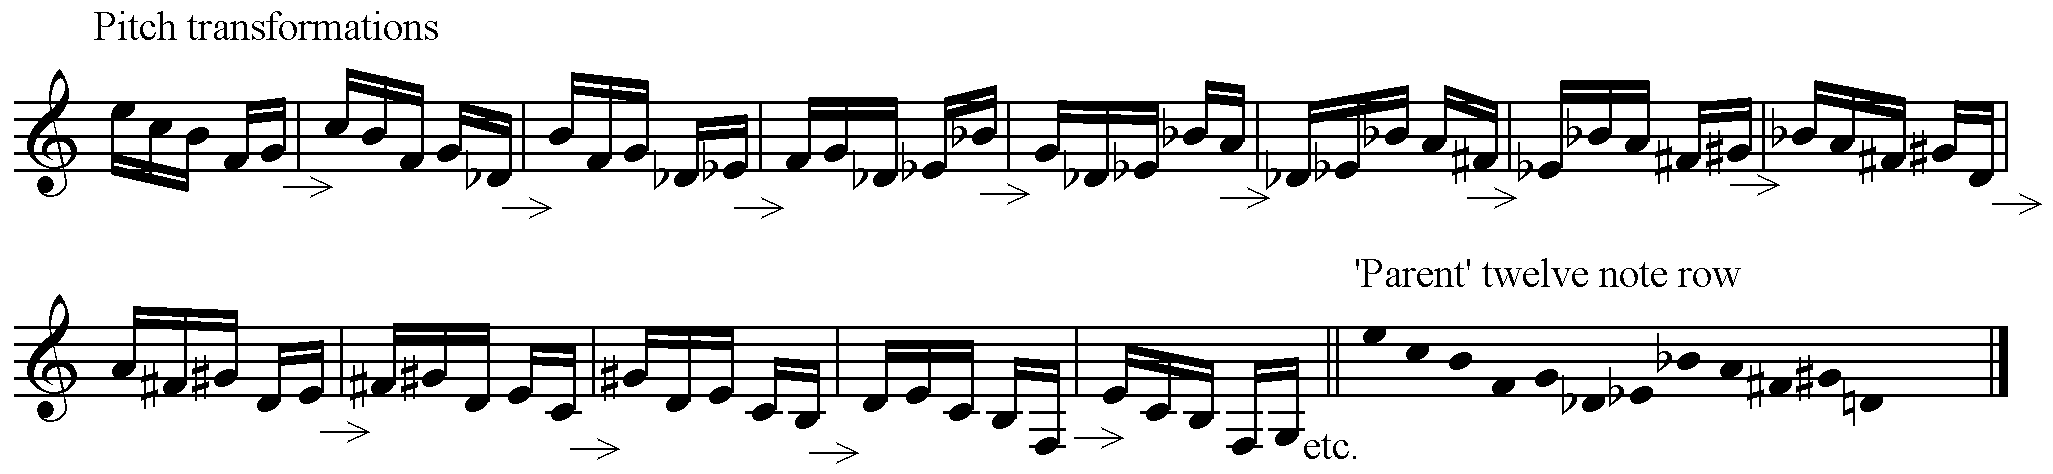 Pitch transformations
'Parent' twelve note row
etc.